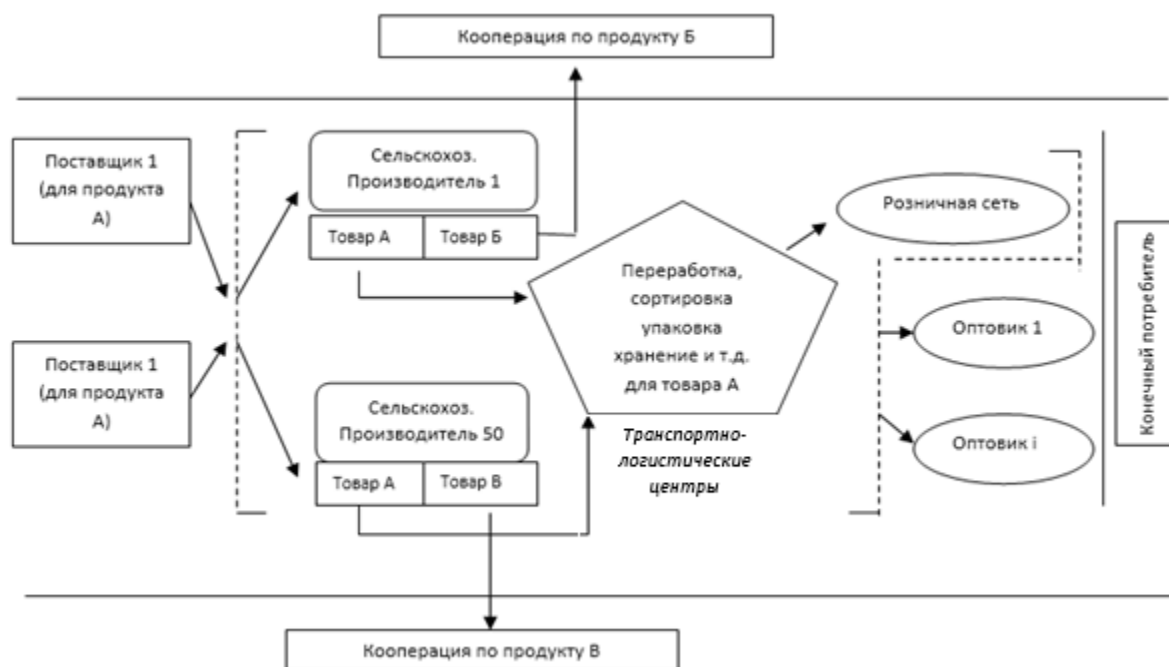 Кооперация по продукту Б
Поставщик 1
(для продукта
А)
Сельскохоз.
Производитель 1
Товар А
Товар Б
Розничная сеть
Переработка,
сортировка
упаковка
хранение и т.д.
для товара А
Оптовик 1
Конечный потребитель
Поставщик 1
(для продукта
А)
Сельскохоз.
Производитель 50
Товар А
Товар В
Транспортно-
логистические
центры
Оптовик i
Кооперация по продукту В